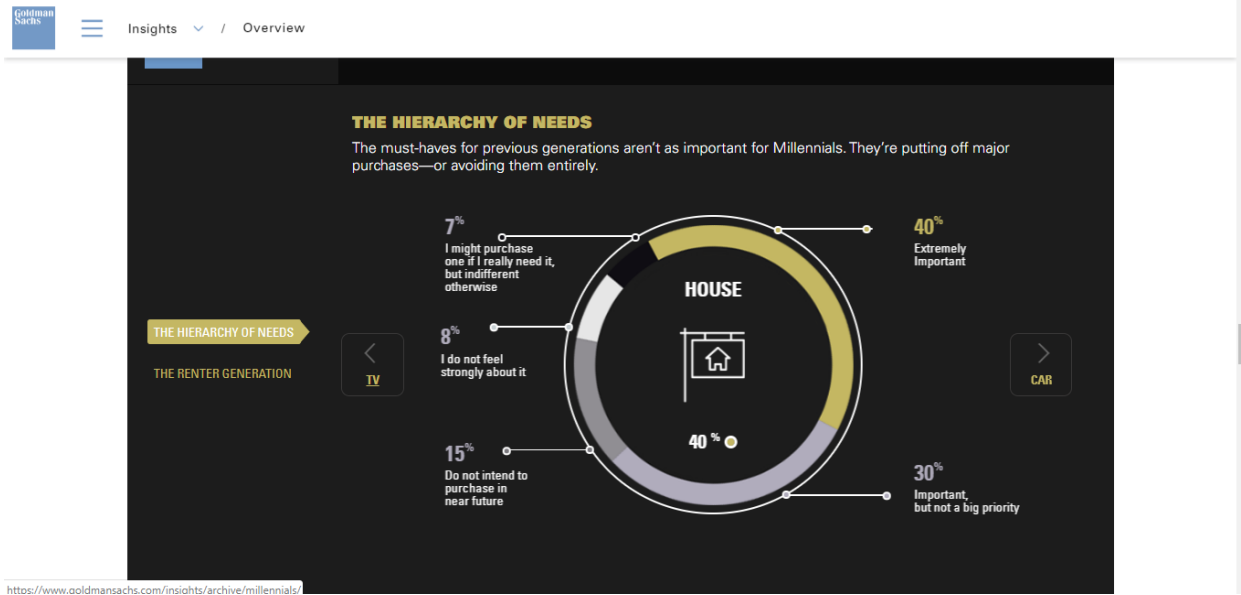 Goldman
Sachs
Insights / Overview
THE HIERARCHY OF NEEDS
The must-haves for previous generations aren't as important for Millennials. They're putting off major
purchases—or avoiding them entirely.
7%
I might purchase
one if I really need it,
but indifferent
otherwise
40%
Extremely
Important
HOUSE
8%
I do not feel
strongly about it
THE HIERARCHY OF NEEDS
THE RENTER GENERATION
TV
CAR
40 %
15%
Do not intend to
purchase in
near future
30%
Important,
but not a big priority
https://www.goldmansachs.com/insights/archive/millennials/